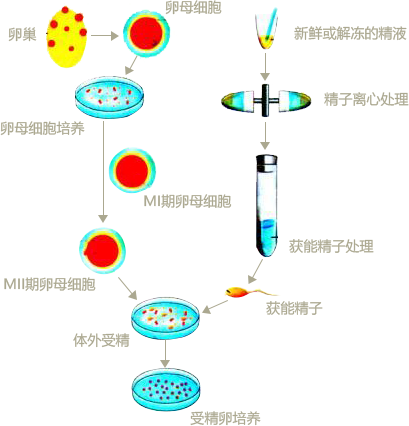 卵巢
卵母细胞
新鲜或解冻的精液
精子离心处理
卵母细胞培养
MI期卵母细胞
获能精子处理
MII期卵母细胞
获能精子
体外受精
受精卵培养